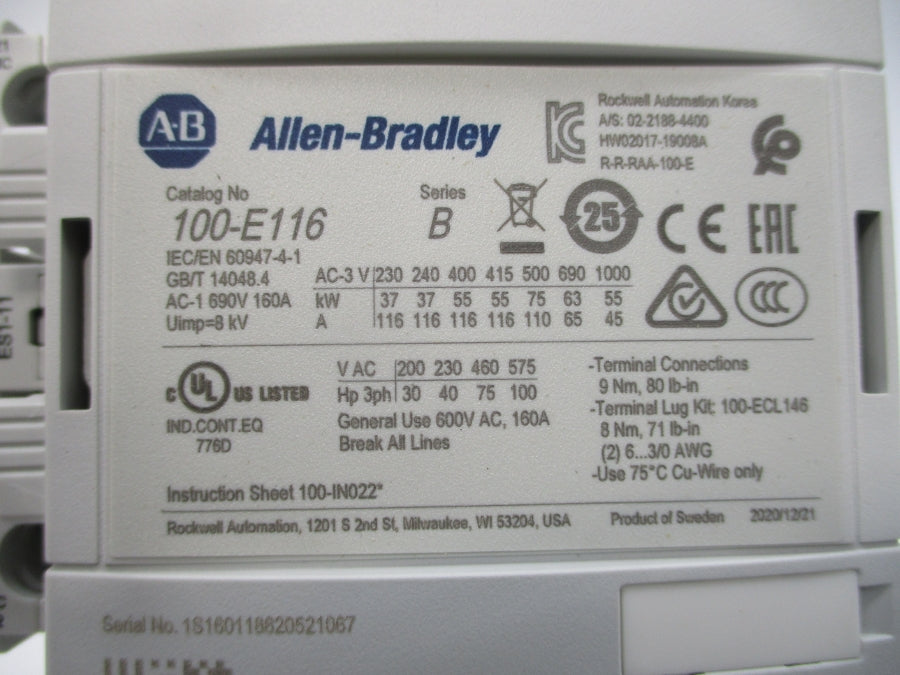 A-B Allen-Bradley
Rockwell Automation Korea
A/S: 02-2188-4400
HW02017-19008A
R-R-RAA-100-E
Catalog No
100-E116
Series
B
25
CE EAC
CCC
IEC/EN 60947-4-1
GB/T 14048.4
AC-1 690V 160A
Uimp=8 kV
AC-3 V 230 240 400 415 500 690 1000
kW 37 37 55 55 75 63 55
A 116 116 116 116 110 65 45
C UL US LISTED
IND.CONT.EQ
776D
V AC 200 230 460 575
Hp 3ph 30 40 75 100
General Use 600V AC, 160A
Break All Lines
-Terminal Connections
9 Nm, 80 lb-in
-Terminal Lug Kit: 100-ECL146
8 Nm, 71 lb-in
(2) 6...3/0 AWG
-Use 75°C Cu-Wire only
Instruction Sheet 100-IN022*
Rockwell Automation, 1201 S 2nd St, Milwaukee, WI 53204, USA
Product of Sweden
2020/12/21
Serial No. 1S160118620521067
ES1-11